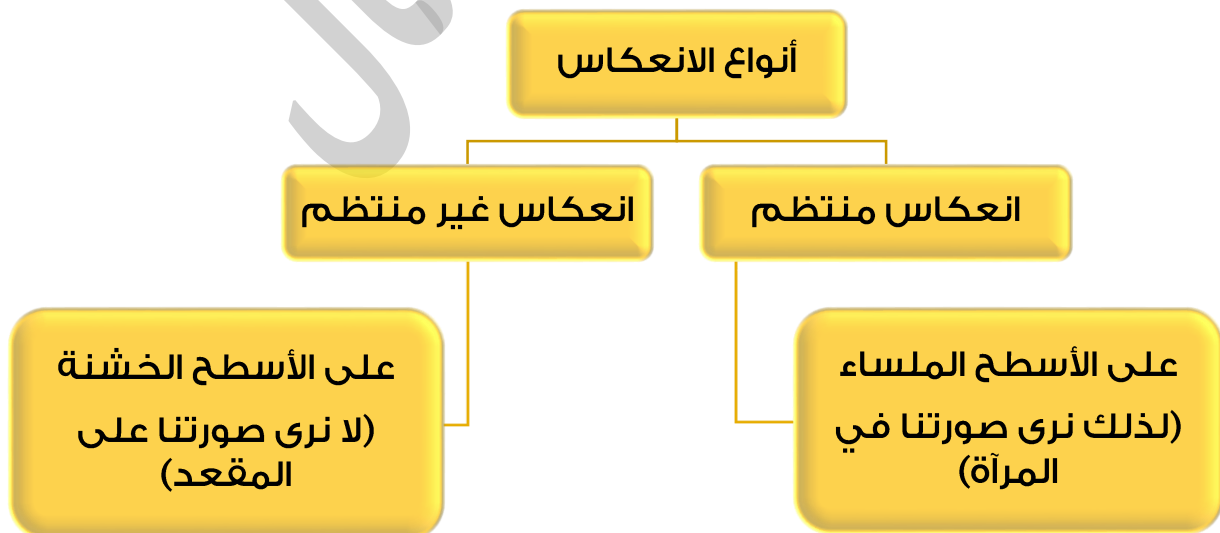 أنواع الانعكاس
انعكاس منتظم
انعكاس غير منتظم
على الأسطح الملساء
(لذلك نرى صورتنا في
المرآة)
على الأسطح الخشنة
(لا نرى صورتنا على
المقعد)